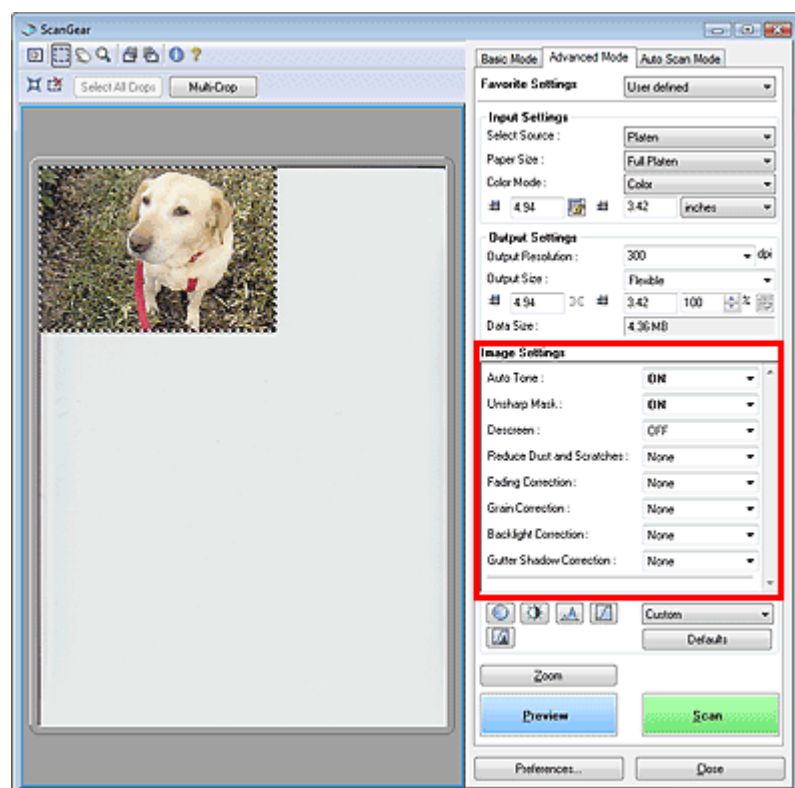 ScanGear
Basic Mode Advanced Mode Auto Scan Mode
Select All Crops Multi-Crop
Favorite Settings User defined
Input Settings
Select Source : Platen
Paper Size : Full Platen
Color Mode : Color
4.94 3.42 inches
Output Settings
Output Resolution : 300 dpi
Output Size : Flexible
4.94 3.42 100 %
Data Size : 4.36 MB
Image Settings
Auto Tone : ON
Unsharp Mask : ON
Descreen : OFF
Reduce Dust and Scratches : None
Fading Correction : None
Grain Correction : None
Backlight Correction : None
Gutter Shadow Correction : None
Custom
Defaults
Zoom
Preview Scan
Preferences... Close